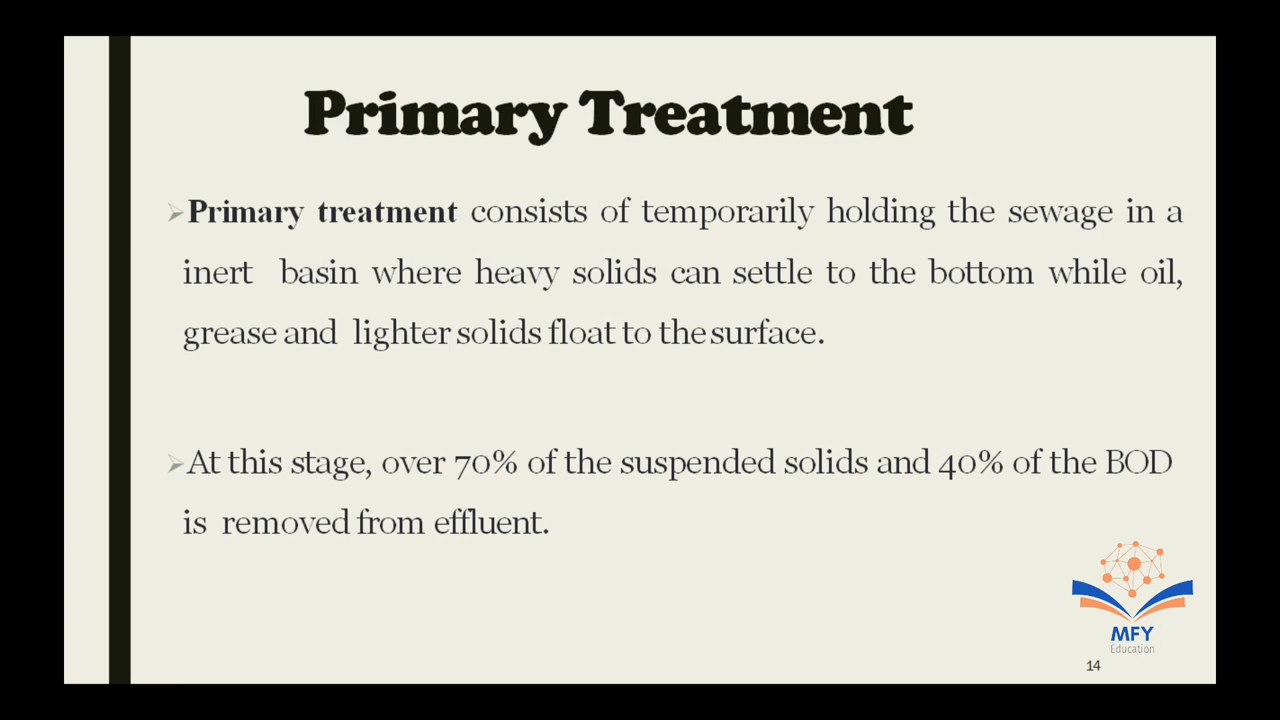 Primary Treatment
➢Primary treatment consists of temporarily holding the sewage in a
inert basin where heavy solids can settle to the bottom while oil,
grease and lighter solids float to the surface.
➢At this stage, over 70% of the suspended solids and 40% of the BOD
is removed from effluent.
MFY
Education
14